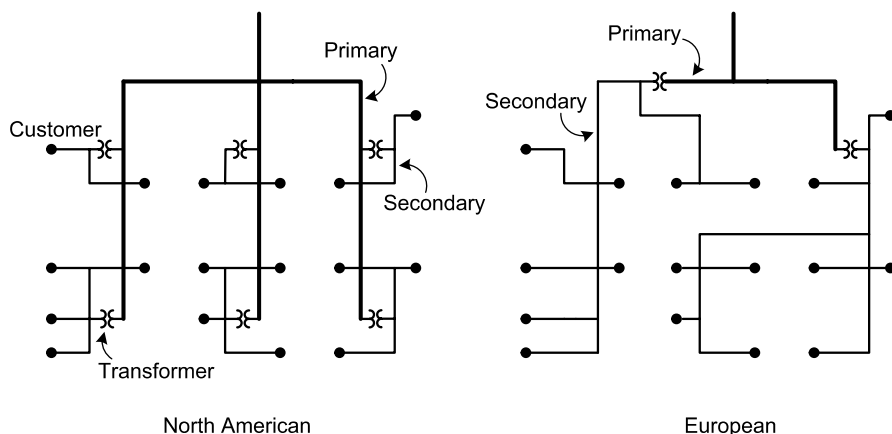 Primary
Customer
Secondary
Transformer
North American
Primary
Secondary
European